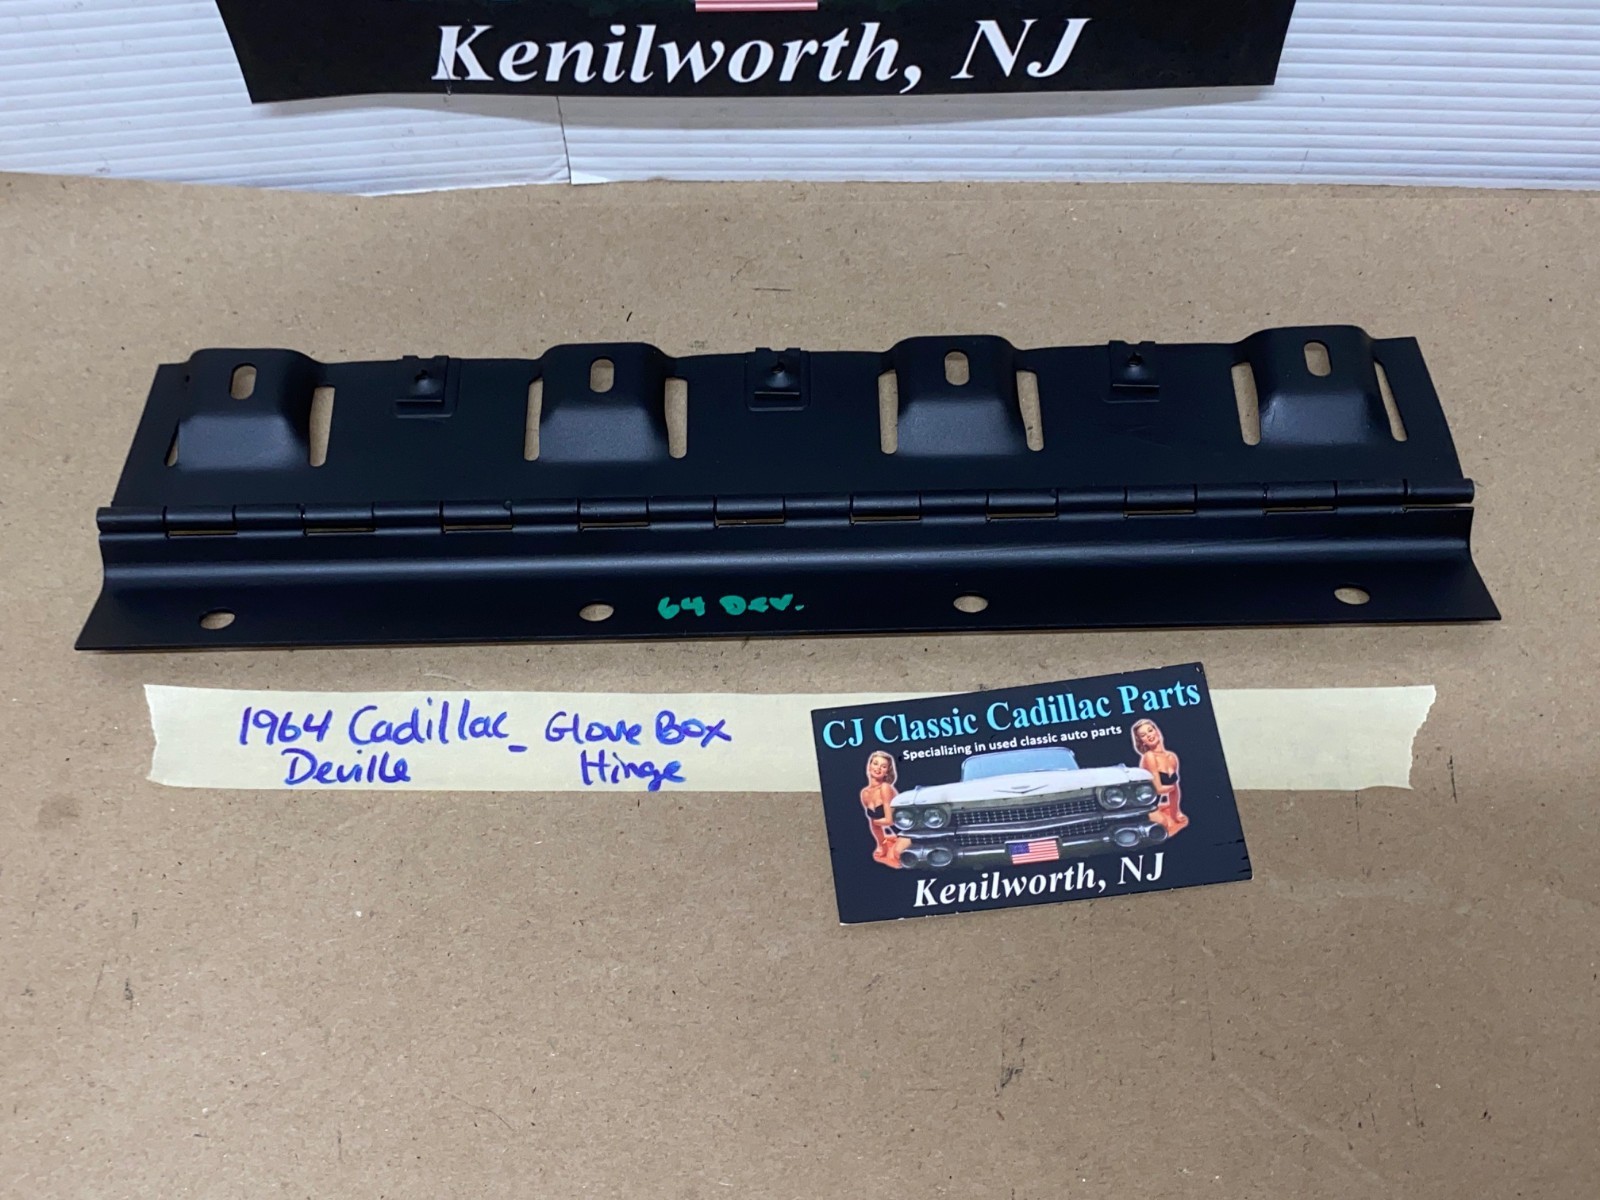 Kenilworth, NJ
64 Dev.
1964 Cadillac - Glove Box
Deville Hinge
CJ Classic Cadillac Parts
Specializing in used classic auto parts
Kenilworth, NJ